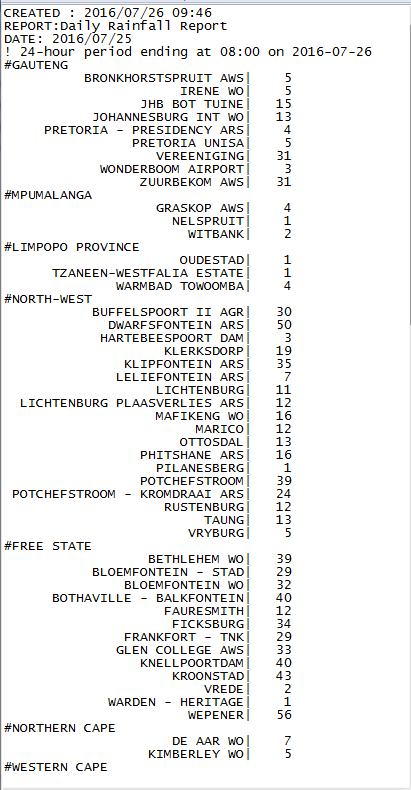 CREATED : 2016/07/26 09:46
REPORT:Daily Rainfall Report
DATE: 2016/07/25
! 24-hour period ending at 08:00 on 2016-07-26
#GAUTENG
BRONKHORSTSPRUIT AWS| 5
IRENE WO| 5
JHB BOT TUINE| 15
JOHANNESBURG INT WO| 13
PRETORIA - PRESIDENCY ARS| 4
PRETORIA UNISA| 5
VEREENIGING| 31
WONDERBOOM AIRPORT| 3
ZUURBEKOM AWS| 31
#MPUMALANGA
GRASKOP AWS| 4
NELSPRUIT| 1
WITBANK| 2
#LIMPOPO PROVINCE
OUDESTAD| 1
TZANEEN-WESTFALIA ESTATE| 1
WARMBAD TOWOOMBA| 4
#NORTH-WEST
BUFFELSPOORT II AGR| 30
DWARFSFONTEIN ARS| 50
HARTEBEESPOORT DAM| 3
KLERKSDORP| 19
KLIPFONTEIN ARS| 35
LELIEFONTEIN ARS| 7
LICHTENBURG| 11
LICHTENBURG PLAASVERLIES ARS| 12
MAFIKENG WO| 16
MARICO| 12
OTTOSDAL| 13
PHITSHANE ARS| 16
PILANESBERG| 1
POTCHEFSTROOM| 39
POTCHEFSTROOM - KROMDRAAI ARS| 24
RUSTENBURG| 12
TAUNG| 13
VRYBURG| 5
#FREE STATE
BETHLEHEM WO| 39
BLOEMFONTEIN - STAD| 29
BLOEMFONTEIN WO| 32
BOTHAVILLE - BALKFONTEIN| 40
FAURESMITH| 12
FICKSBURG| 34
FRANKFORT - TNK| 29
GLEN COLLEGE AWS| 33
KNELLPOORTDAM| 40
KROONSTAD| 43
VREDE| 2
WARDEN - HERITAGE| 1
WEPENER| 56
#NORTHERN CAPE
DE AAR WO| 7
KIMBERLEY WO| 5
#WESTERN CAPE